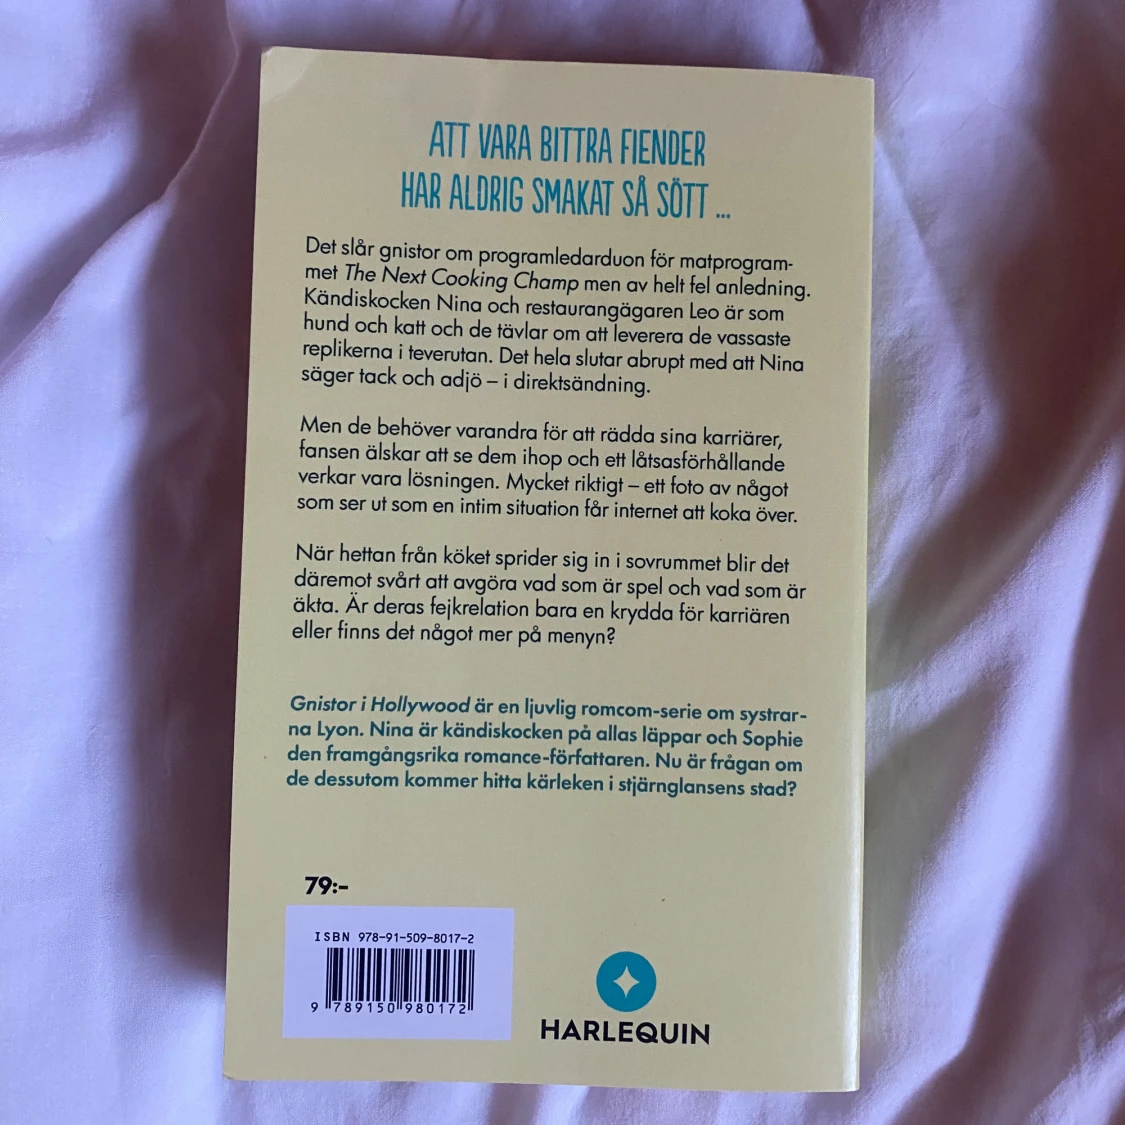 ATT VARA BITTRA FIENDER
HAR ALDRIG SMAKAT SÅ SÖTT ...
Det slår gnistor om programledarduon för matprogram-
met The Next Cooking Champ men av helt fel anledning.
Kändiskocken Nina och restaurangägaren Leo är som
hund och katt och de tävlar om att leverera de vassaste
replikerna i teverutan. Det hela slutar abrupt med att Nina
säger tack och adjö – i direktsändning.
Men de behöver varandra för att rädda sina karriärer,
fansen älskar att se dem ihop och ett låtsasförhållande
verkar vara lösningen. Mycket riktigt – ett foto av något
som ser ut som en intim situation får internet att koka över.
När hettan från köket sprider sig in i sovrummet blir det
däremot svårt att avgöra vad som är spel och vad som är
äkta. Är deras fejkrelation bara en krydda för karriären
eller finns det något mer på menyn?
Gnistor i Hollywood är en ljuvlig romcom-serie om systrar-
na Lyon. Nina är kändiskocken på allas läppar och Sophie
den framgångsrika romance-författaren. Nu är frågan om
de dessutom kommer hitta kärleken i stjärnglansens stad?
79:-
ISBN 978-91-509-8017-2
9 789150 980172
HARLEQUIN